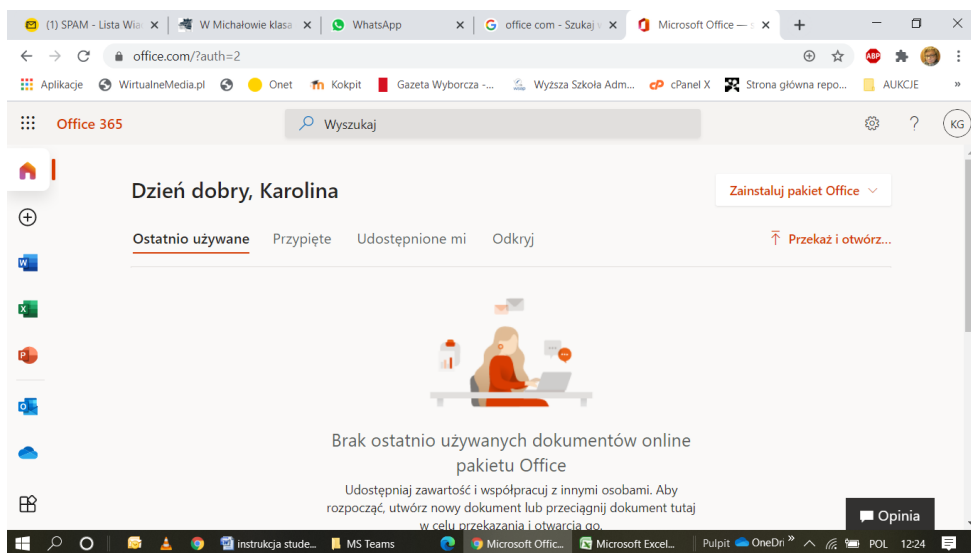 (1) SPAM - Lista Wiad
W Michałowie klasa
WhatsApp
office com - Szukaj w
Microsoft Office — s
office.com/?auth=2
ABP
Aplikacje
WirtualneMedia.pl
Onet
Kokpit
Gazeta Wyborcza -...
Wyższa Szkoła Adm...
cPanel X
Strona główna repo...
AUKCJE
Office 365
Wyszukaj
KG
Dzień dobry, Karolina
Zainstaluj pakiet Office
Ostatnio używane
Przypięte
Udostępnione mi
Odkryj
Przekaż i otwórz...
Brak ostatnio używanych dokumentów online
pakietu Office
Udostępniaj zawartość i współpracuj z innymi osobami. Aby
rozpocząć, utwórz nowy dokument lub przeciągnij dokument tutaj
w celu przekazania i otwarcia go.
Opinia
instrukcja stude...
MS Teams
Microsoft Offic...
Microsoft Excel...
Pulpit
OneDri
POL
12:24